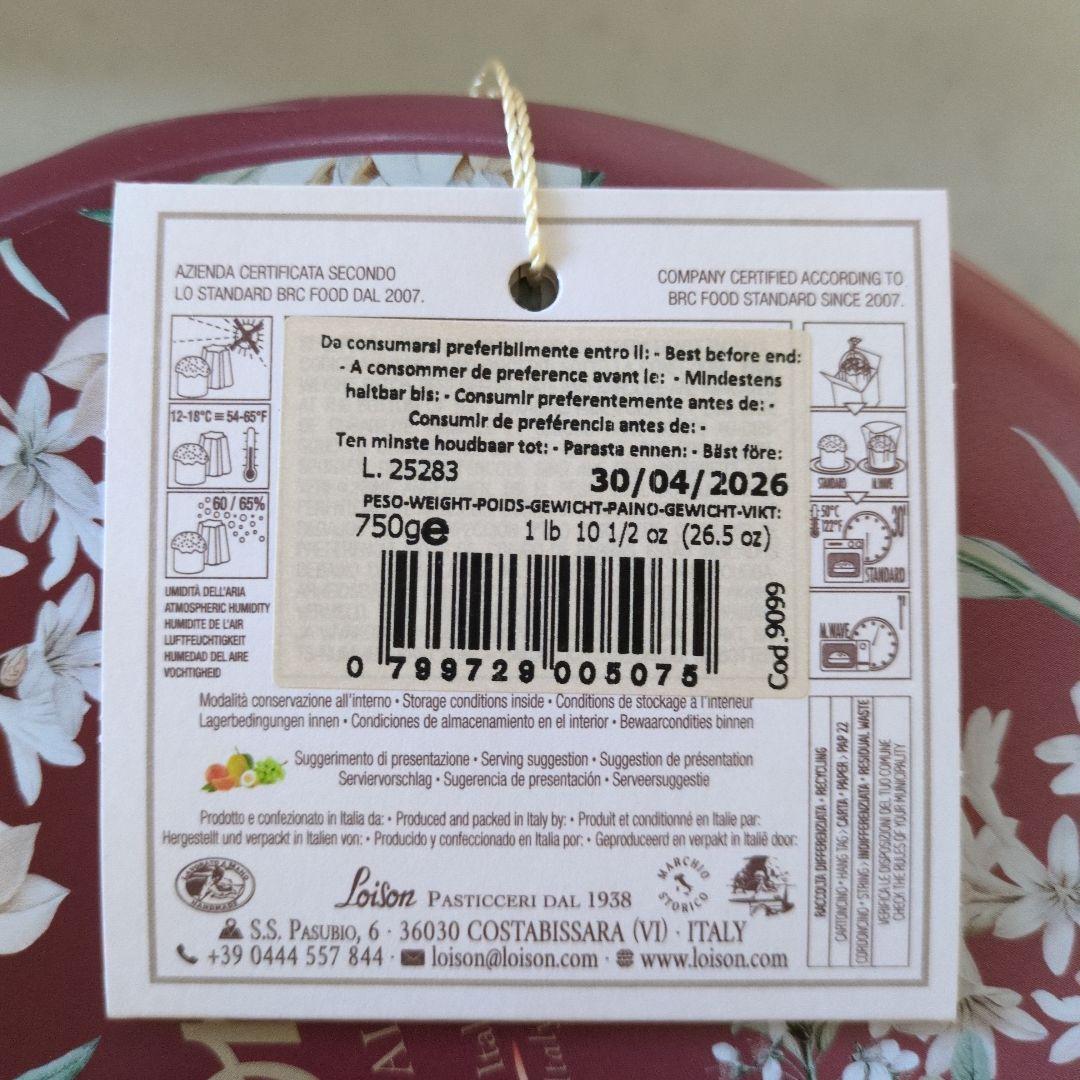 AZIENDA CERTIFICATA SECONDO
LO STANDARD BRC FOOD DAL 2007.
COMPANY CERTIFIED ACCORDING TO
BRC FOOD STANDARD SINCE 2007.
12-18°C = 54-65°F
60 / 65%
UMIDITÀ DELL'ARIA
ATMOSPHERIC HUMIDITY
HUMIDITE DE L'AIR
LUFTFEUCHTIGKEIT
HUMEDAD DEL AIRE
VOCHTIGHEID
Da consumarsi preferibilmente entro il: - Best before end:
- A consommer de preference avant le: - Mindestens
haltbar bis: - Consumir preferentemente antes de: -
Consumir de preférencia antes de: -
Ten minste houdbaar tot: - Parasta ennen: - Bäst före:
L. 25283 30/04/2026
PESO-WEIGHT-POIDS-GEWICHT-PAINO-GEWICHT-VIKT:
750g℮ 1 lb 10 1/2 oz (26.5 oz)
0 799729 005075
Cod.9099
STANDARD M.WAVE
50°C
122°F
30'
STANDARD
1'
M.WAVE
Modalità conservazione all'interno • Storage conditions inside • Conditions de stockage à l'interieur
Lagerbedingungen innen • Condiciones de almacenamiento en el interior • Bewaarcondities binnen
Suggerimento di presentazione • Serving suggestion • Suggestion de présentation
Serviervorschlag • Sugerencia de presentación • Serveersuggestie
Prodotto e confezionato in Italia da: • Produced and packed in Italy by: • Produit et conditionné en Italie par:
Hergestellt und verpackt in Italien von: • Producido y confeccionado en Italia por: • Geproduceerd en verpakt in Italië door:
Loison PASTICCERI DAL 1938
MARCHIO STORICO
S.S. PASUBIO, 6 · 36030 COSTABISSARA (VI) · ITALY
+39 0444 557 844 · loison@loison.com · www.loison.com
RACCOLTA DIFFERENZIATA • RECYCLING
CARTONCINO • HANG TAG > CARTA • PAPER > PAP 22
CORDONCINO • STRING > INDIFFERENZIATA • RESIDUAL WASTE
VERIFICA LE DISPOSIZIONI DEL TUO COMUNE
CHECK THE RULES OF YOUR MUNICIPALITY